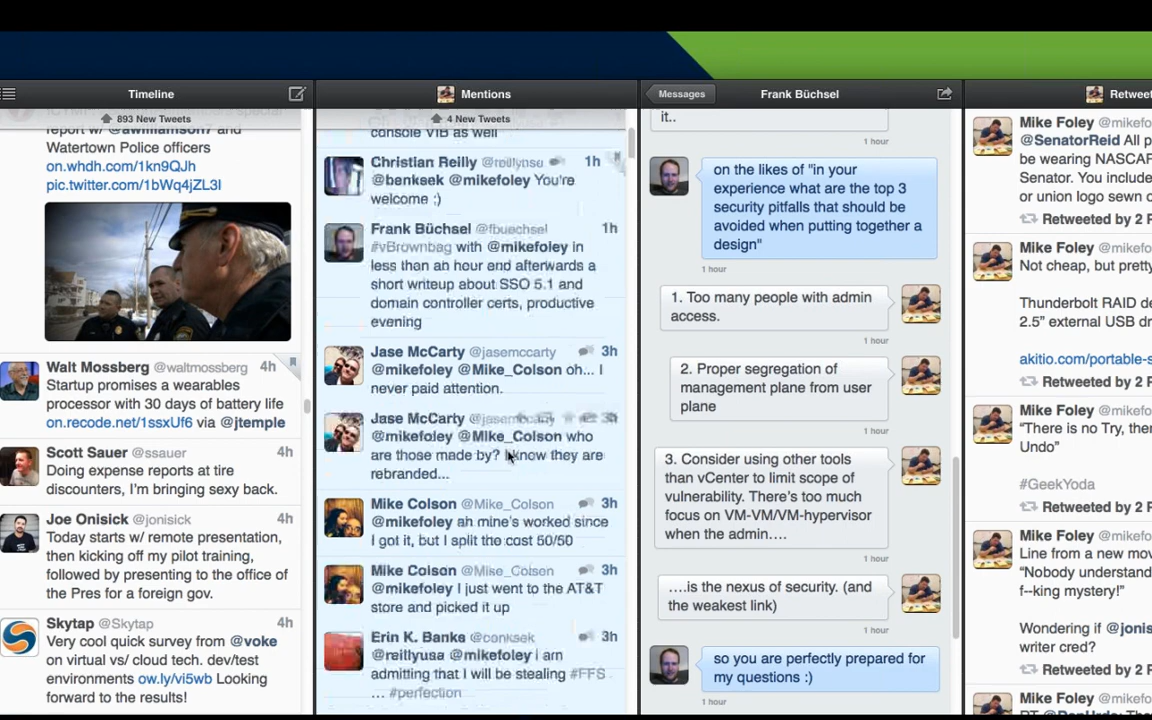 Timeline
893 New Tweets
report w/ @awilliamson7 and
Watertown Police officers
on.whdh.com/1kn9QJh
pic.twitter.com/1bWq4jZL3I
Walt Mossberg @waltmossberg 4h
Startup promises a wearables
processor with 30 days of battery life
on.recode.net/1ssxUf6 via @jtemple
Scott Sauer @ssauer 4h
Doing expense reports at tire
discounters, I'm bringing sexy back.
Joe Onisick @jonisick 4h
Today starts w/ remote presentation,
then kicking off my pilot training,
followed by presenting to the office of
the Pres for a foreign gov.
Skytap @Skytap 4h
Very cool quick survey from @voke
on virtual vs/ cloud tech. dev/test
environments ow.ly/vi5wb Looking
forward to the results!
Mentions
4 New Tweets
console VIB as well
Christian Reilly @reillyusa 1h
@banksek @mikefoley You're
welcome :)
Frank Büchsel @fbuechsel 1h
#vBrownbag with @mikefoley in
less than an hour and afterwards a
short writeup about SSO 5.1 and
domain controller certs, productive
evening
Jase McCarty @jasemccarty 3h
@mikefoley @Mike_Colson oh... I
never paid attention.
Jase McCarty @jasemccarty 3h
@mikefoley @Mike_Colson who
are those made by? I know they are
rebranded...
Mike Colson @Mike_Colson 3h
@mikefoley ah mine's worked since
I got it, but I split the cost 50/50
Mike Colson @Mike_Colson 3h
@mikefoley I just went to the AT&T
store and picked it up
Erin K. Banks @banksek 3h
@reillyusa @mikefoley I am
admitting that I will be stealing #FFS
... #perfection
Messages
Frank Büchsel
it..
1 hour
on the likes of "in your
experience what are the top 3
security pitfalls that should be
avoided when putting together a
design"
1 hour
1. Too many people with admin
access.
1 hour
2. Proper segregation of
management plane from user
plane
1 hour
3. Consider using other tools
than vCenter to limit scope of
vulnerability. There's too much
focus on VM-VM/VM-hypervisor
when the admin....
1 hour
....is the nexus of security. (and
the weakest link)
1 hour
so you are perfectly prepared for
my questions :)
1 hour
Retweet
Mike Foley @mikefo
@SenatorReid All p
be wearing NASCAF
Senator. You include
or union logo sewn o
Retweeted by 2 P
Mike Foley @mikefo
Not cheap, but pretty
Thunderbolt RAID de
2.5" external USB dr
akitio.com/portable-s
Retweeted by 2 P
Mike Foley @mikefo
"There is no Try, ther
Undo"
#GeekYoda
Retweeted by 2 P
Mike Foley @mikefo
Line from a new mov
"Nobody understand
f--king mystery!"
Wondering if @jonis
writer cred?
Retweeted by 2 P
Mike Foley @mikefo